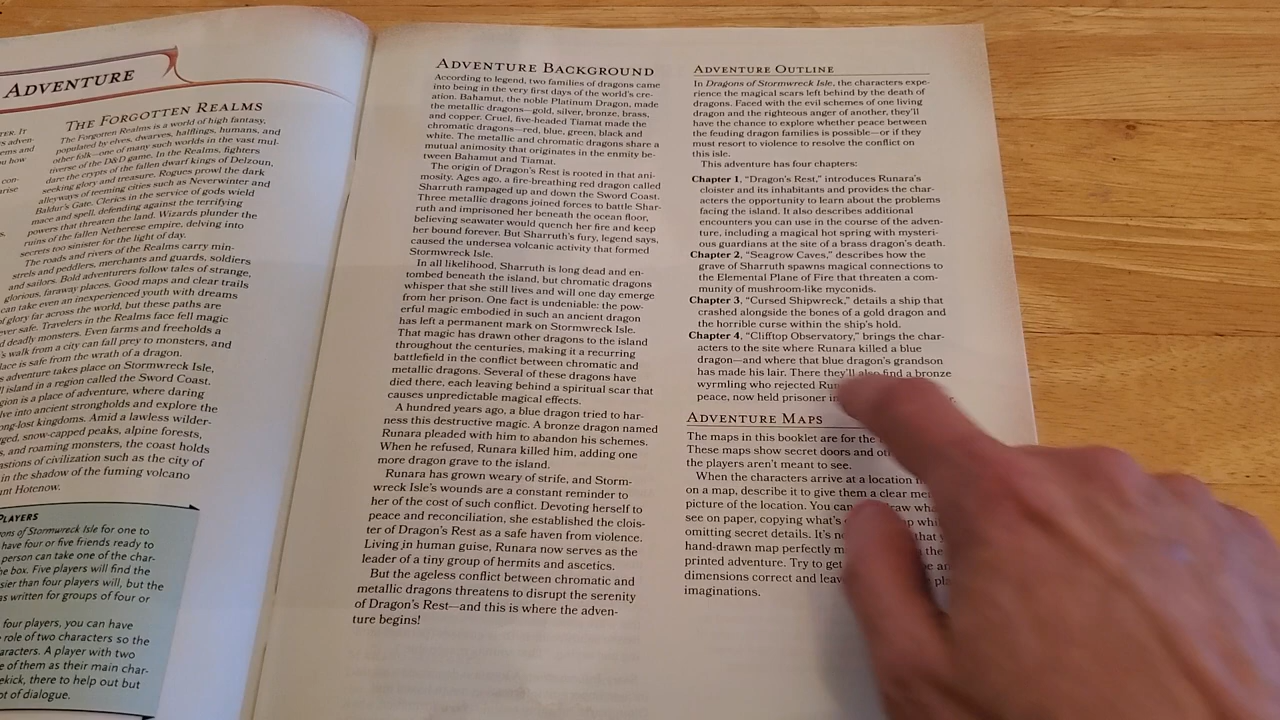 ADVENTURE
THE FORGOTTEN REALMS
The Forgotten Realms is a world of high fantasy,
populated by elves, dwarves, halflings, humans, and
other folk—one of many such worlds in the vast mul-
tiverse of the D&D game. In the Realms, fighters
dare the crypts of the fallen dwarf kings of Delzoun,
seeking glory and treasure. Rogues prowl the dark
alleyways of teeming cities such as Neverwinter and
Baldur's Gate. Clerics in the service of gods wield
mace and spell, defending against the terrifying
powers that threaten the land. Wizards plunder the
ruins of the fallen Netherese empire, delving into
secrets too sinister for the light of day.
The roads and rivers of the Realms carry min-
strels and peddlers, merchants and guards, soldiers
and sailors. Bold adventurers follow tales of strange,
glorious, faraway places. Good maps and clear trails
can take even an inexperienced youth with dreams
of glory far across the world, but these paths are
ever safe. Travelers in the Realms face fell magic
d deadly monsters. Even farms and freeholds a
's walk from a city can fall prey to monsters, and
lace is safe from the wrath of a dragon.
s adventure takes place on Stormwreck Isle,
l island in a region called the Sword Coast.
gion is a place of adventure, where daring
lve into ancient strongholds and explore the
ng-lost kingdoms. Amid a lawless wilder-
ged, snow-capped peaks, alpine forests,
s, and roaming monsters, the coast holds
astions of civilization such as the city of
in the shadow of the fuming volcano
unt Hotenow.
PLAYERS
ons of Stormwreck Isle for one to
have four or five friends ready to
person can take one of the char-
he box. Five players will find the
sier than four players will, but the
as written for groups of four or
four players, you can have
role of two characters so the
aracters. A player with two
e of them as their main char-
ekick, there to help out but
ot of dialogue.
ADVENTURE BACKGROUND
According to legend, two families of dragons came
into being in the very first days of the world's cre-
ation. Bahamut, the noble Platinum Dragon, made
the metallic dragons—gold, silver, bronze, brass,
and copper. Cruel, five-headed Tiamat made the
chromatic dragons—red, blue, green, black and
white. The metallic and chromatic dragons share a
mutual animosity that originates in the enmity be-
tween Bahamut and Tiamat.
The origin of Dragon's Rest is rooted in that ani-
mosity. Ages ago, a fire-breathing red dragon called
Sharruth rampaged up and down the Sword Coast.
Three metallic dragons joined forces to battle Shar-
ruth and imprisoned her beneath the ocean floor,
believing seawater would quench her fire and keep
her bound forever. But Sharruth's fury, legend says,
caused the undersea volcanic activity that formed
Stormwreck Isle.
In all likelihood, Sharruth is long dead and en-
tombed beneath the island, but chromatic dragons
whisper that she still lives and will one day emerge
from her prison. One fact is undeniable: the pow-
erful magic embodied in such an ancient dragon
has left a permanent mark on Stormwreck Isle.
That magic has drawn other dragons to the island
throughout the centuries, making it a recurring
battlefield in the conflict between chromatic and
metallic dragons. Several of these dragons have
died there, each leaving behind a spiritual scar that
causes unpredictable magical effects.
A hundred years ago, a blue dragon tried to har-
ness this destructive magic. A bronze dragon named
Runara pleaded with him to abandon his schemes.
When he refused, Runara killed him, adding one
more dragon grave to the island.
Runara has grown weary of strife, and Storm-
wreck Isle's wounds are a constant reminder to
her of the cost of such conflict. Devoting herself to
peace and reconciliation, she established the clois-
ter of Dragon's Rest as a safe haven from violence.
Living in human guise, Runara now serves as the
leader of a tiny group of hermits and ascetics.
But the ageless conflict between chromatic and
metallic dragons threatens to disrupt the serenity
of Dragon's Rest—and this is where the adven-
ture begins!
ADVENTURE OUTLINE
In Dragons of Stormwreck Isle, the characters expe-
rience the magical scars left behind by the death of
dragons. Faced with the evil schemes of one living
dragon and the righteous anger of another, they'll
have the chance to explore whether peace between
the feuding dragon families is possible—or if they
must resort to violence to resolve the conflict on
this isle.
This adventure has four chapters:
Chapter 1, "Dragon's Rest," introduces Runara's
cloister and its inhabitants and provides the char-
acters the opportunity to learn about the problems
facing the island. It also describes additional
encounters you can use in the course of the adven-
ture, including a magical hot spring with mysteri-
ous guardians at the site of a brass dragon's death.
Chapter 2, "Seagrow Caves," describes how the
grave of Sharruth spawns magical connections to
the Elemental Plane of Fire that threaten a com-
munity of mushroom-like myconids.
Chapter 3, "Cursed Shipwreck," details a ship that
crashed alongside the bones of a gold dragon and
the horrible curse within the ship's hold.
Chapter 4, "Clifftop Observatory," brings the char-
acters to the site where Runara killed a blue
dragon—and where that blue dragon's grandson
has made his lair. There they'll also find a bronze
wyrmling who rejected Run
peace, now held prisoner in
ADVENTURE MAPS
The maps in this booklet are for the
These maps show secret doors and ot
the players aren't meant to see.
When the characters arrive at a location
on a map, describe it to give them a clear me
picture of the location. You can draw wha
see on paper, copying what's
omitting secret details. It's n that
hand-drawn map perfectly m the
printed adventure. Try to get
dimensions correct and leav
imaginations.